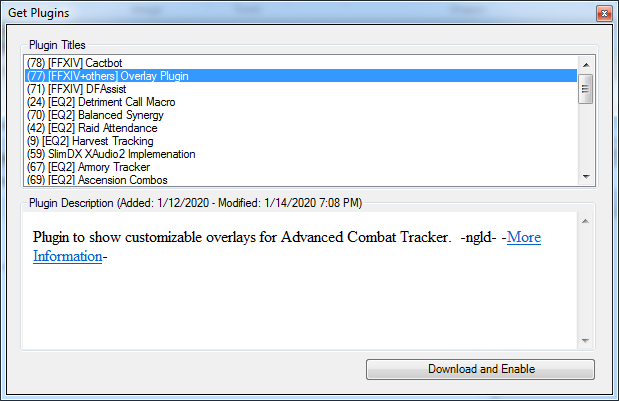 Get Plugins
Plugin Titles
(78) [FFXIV] Cactbot
(77) [FFXIV+others] Overlay Plugin
(71) [FFXIV] DFAssist
(24) [EQ2] Detriment Call Macro
(70) [EQ2] Balanced Synergy
(42) [EQ2] Raid Attendance
(9) [EQ2] Harvest Tracking
(59) SlimDX XAudio2 Implemenation
(67) [EQ2] Armory Tracker
(69) [EQ2] Ascension Combos
Plugin Description (Added: 1/12/2020 - Modified: 1/14/2020 7:08 PM)
Plugin to show customizable overlays for Advanced Combat Tracker. -ngld- -More
Information-
Download and Enable